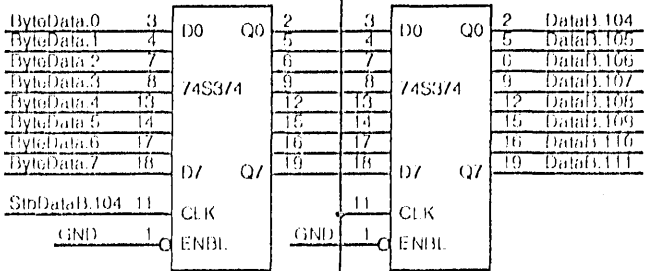 ByteData.0 3 D0 Q0 2 3 D0 Q0 2 DataB.104
ByteData.1 4 5 4 5 DataB.105
ByteData.2 7 6 7 6 DataB.106
ByteData.3 8 74S374 9 8 74S374 9 DataB.107
ByteData.4 13 12 13 12 DataB.108
ByteData.5 14 15 14 15 DataB.109
ByteData.6 17 16 17 16 DataB.110
ByteData.7 18 D7 Q7 19 18 D7 Q7 19 DataB.111
StbDataB.104 11 CLK 11 CLK
GND 1 ENBL GND 1 ENBL